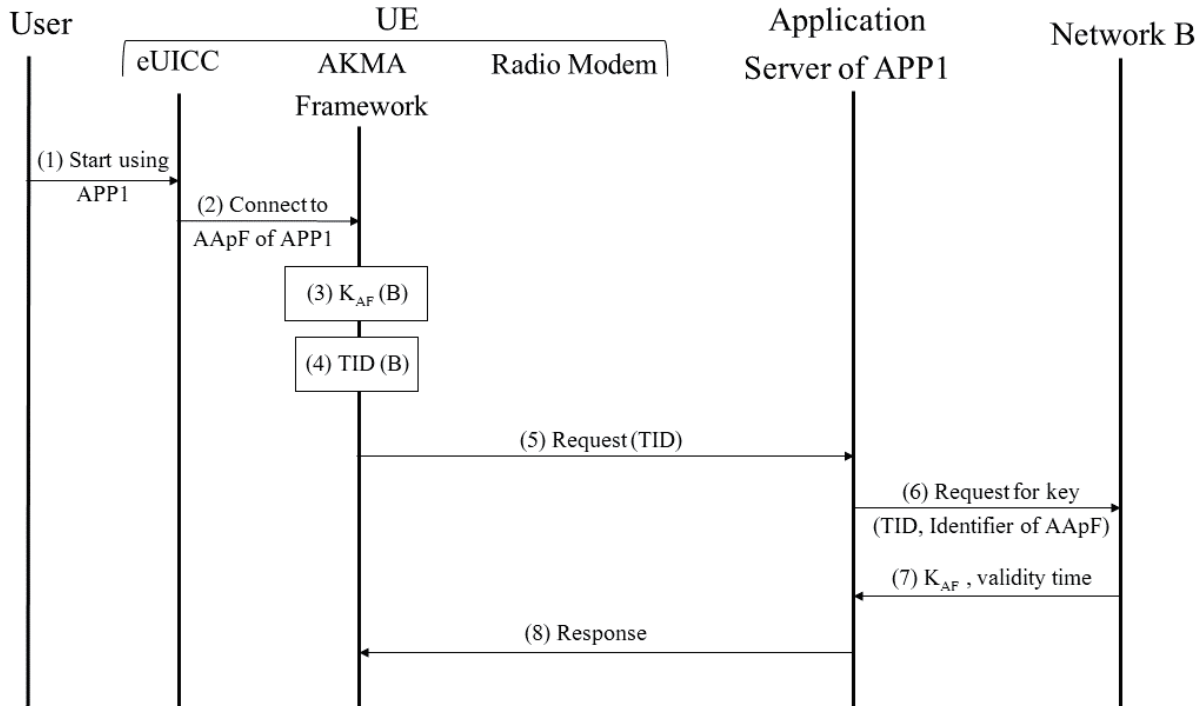 User
UE
Application
Server of APP1
Network B
eUICC
AKMA
Framework
Radio Modem
(1) Start using
APP1
(2) Connect to
AApF of APP1
(3) K_AF (B)
(4) TID (B)
(5) Request (TID)
(6) Request for key
(TID, Identifier of AApF)
(7) K_AF , validity time
(8) Response